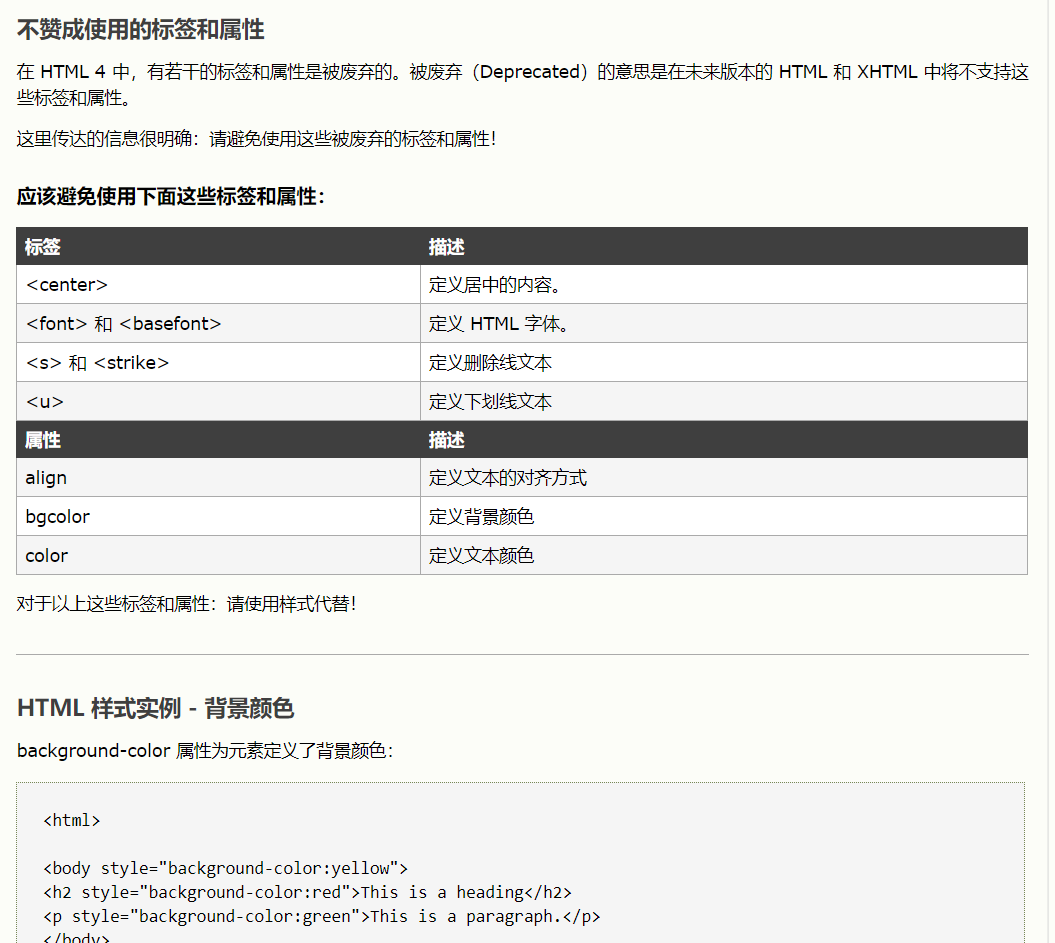 不赞成使用的标签和属性
在 HTML 4 中，有若干的标签和属性是被废弃的。被废弃（Deprecated）的意思是在未来版本的 HTML 和 XHTML 中将不支持这
些标签和属性。
这里传达的信息很明确：请避免使用这些被废弃的标签和属性！
应该避免使用下面这些标签和属性：
标签 描述
<center> 定义居中的内容。
<font> 和 <basefont> 定义 HTML 字体。
<s> 和 <strike> 定义删除线文本
<u> 定义下划线文本
属性 描述
align 定义文本的对齐方式
bgcolor 定义背景颜色
color 定义文本颜色
对于以上这些标签和属性：请使用样式代替！
HTML 样式实例 - 背景颜色
background-color 属性为元素定义了背景颜色：
<html>
<body style="background-color:yellow">
<h2 style="background-color:red">This is a heading</h2>
<p style="background-color:green">This is a paragraph.</p>
</body>